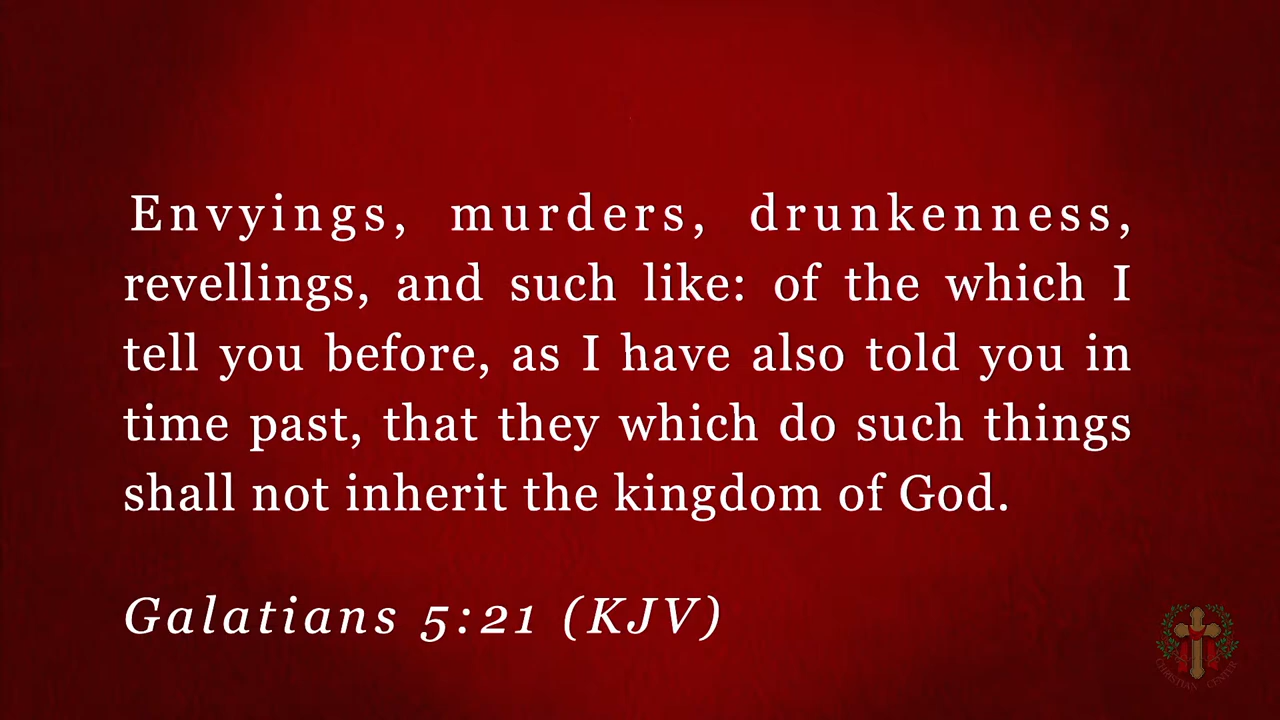 Envyings, murders, drunkenness,
revellings, and such like: of the which I
tell you before, as I have also told you in
time past, that they which do such things
shall not inherit the kingdom of God.
Galatians 5:21 (KJV)
CHRISTIAN CENTER